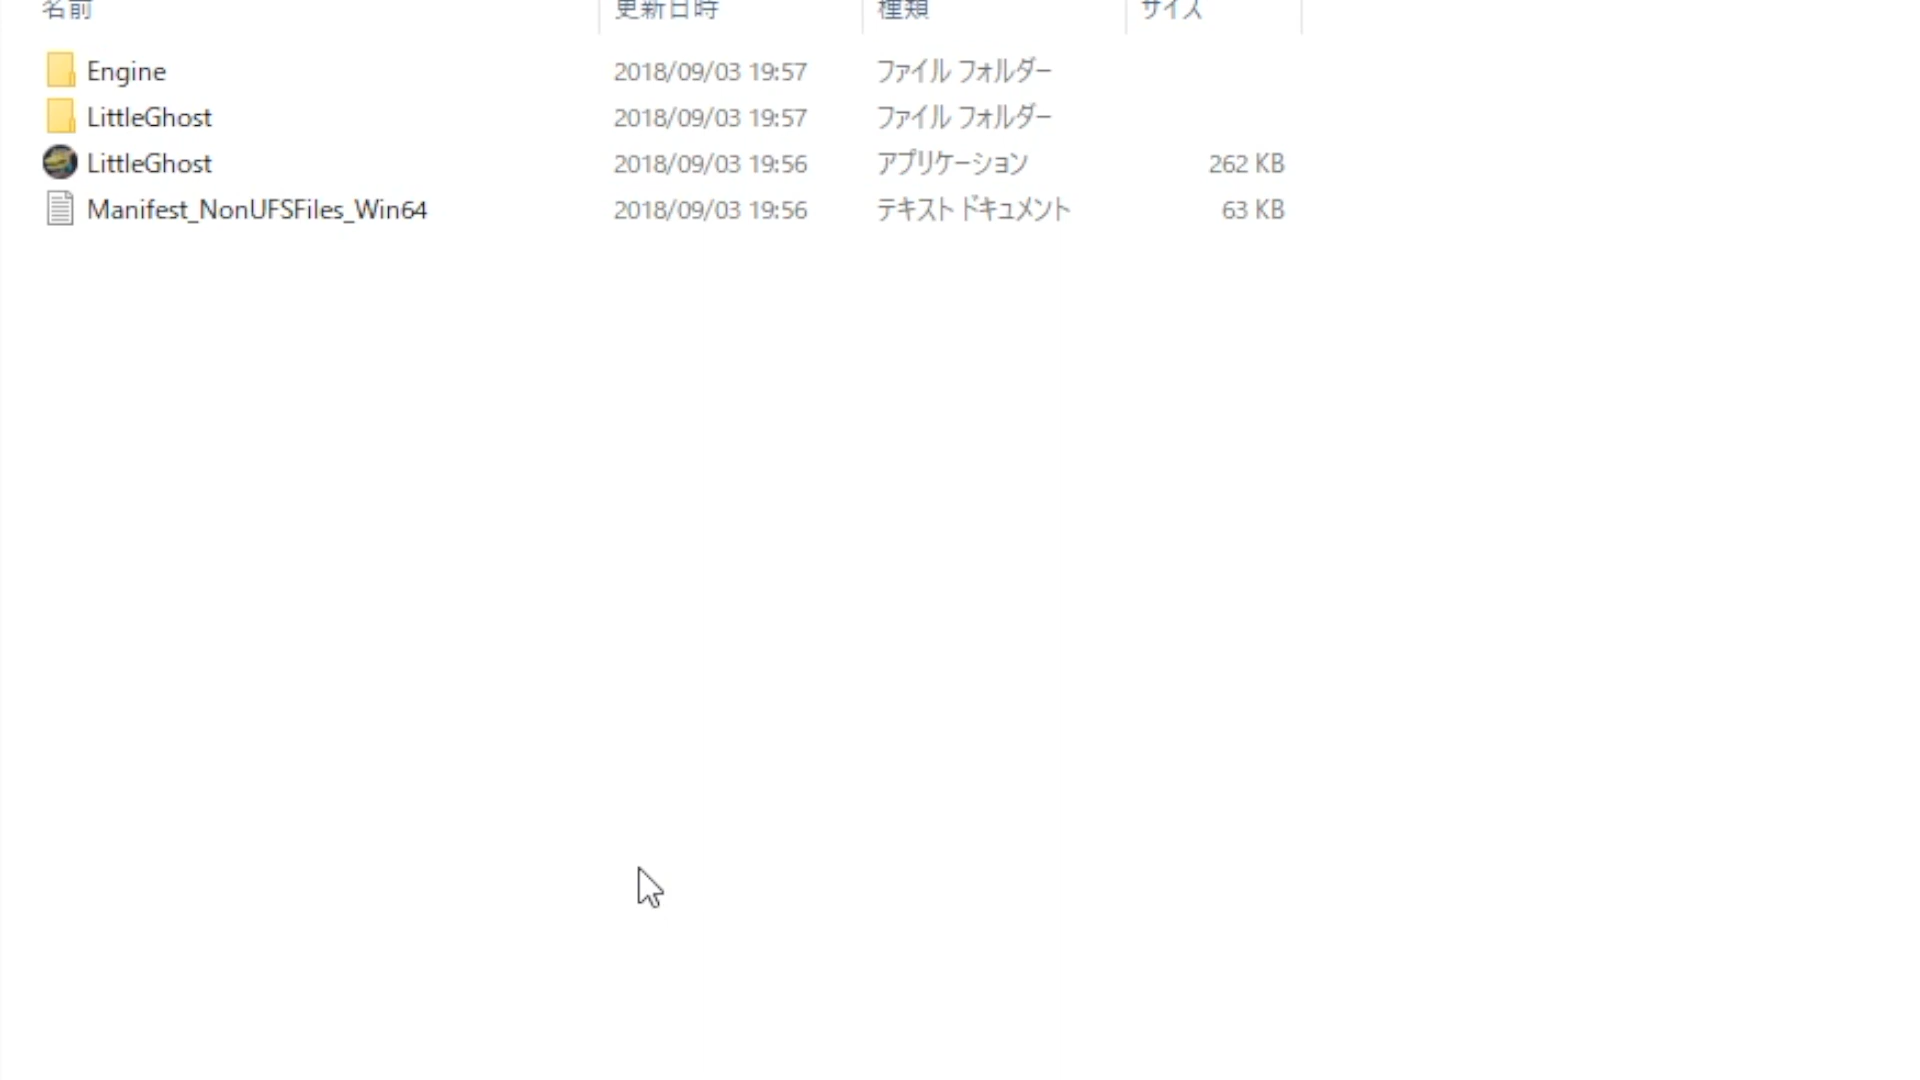 名前 更新日時 種類 サイズ
Engine 2018/09/03 19:57 ファイル フォルダー
LittleGhost 2018/09/03 19:57 ファイル フォルダー
LittleGhost 2018/09/03 19:56 アプリケーション 262 KB
Manifest_NonUFSFiles_Win64 2018/09/03 19:56 テキスト ドキュメント 63 KB